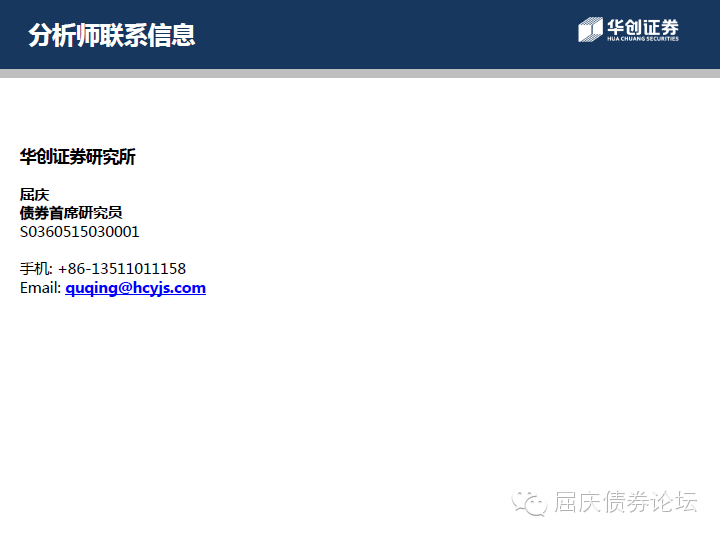 分析师联系信息
华创证券
HUA CHUANG SECURITIES
华创证券研究所
屈庆
债券首席研究员
S0360515030001
手机: +86-13511011158
Email: quqing@hcyjs.com
屈庆债券论坛